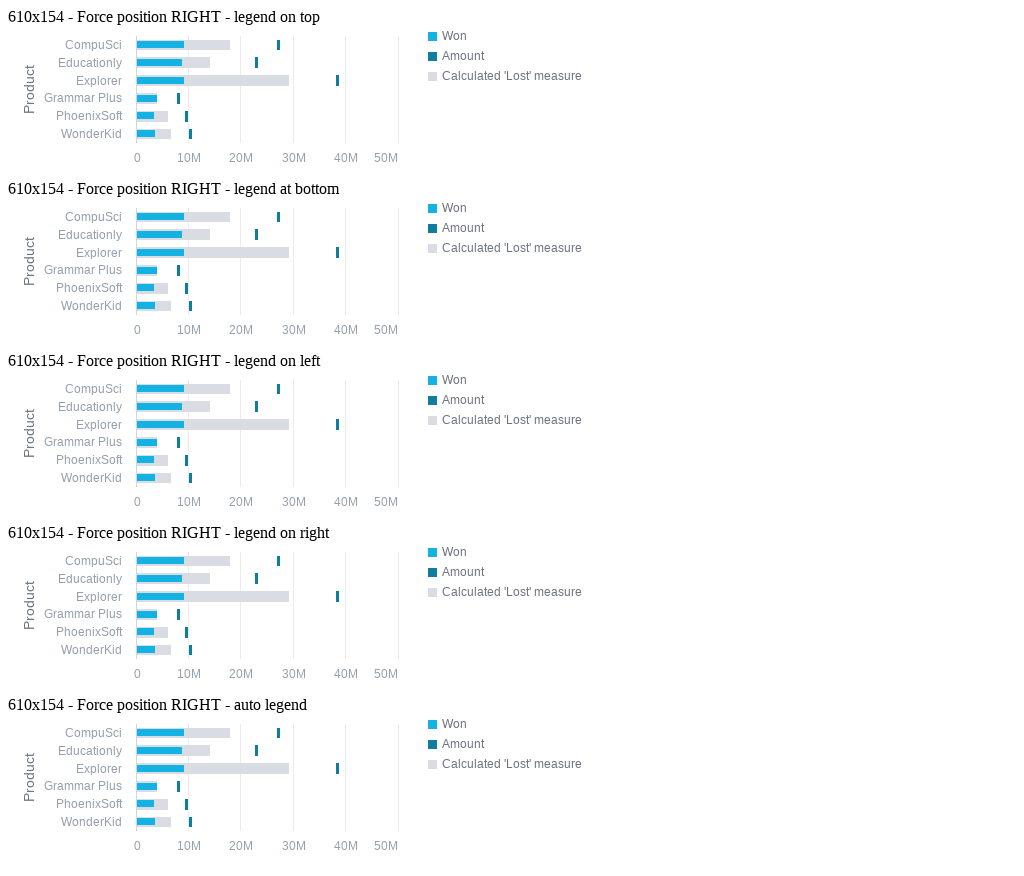 610x154 - Force position RIGHT - legend on top
Product
CompuSci
Educationly
Explorer
Grammar Plus
PhoenixSoft
WonderKid
0 10M 20M 30M 40M 50M
Won
Amount
Calculated 'Lost' measure
610x154 - Force position RIGHT - legend at bottom
Product
CompuSci
Educationly
Explorer
Grammar Plus
PhoenixSoft
WonderKid
0 10M 20M 30M 40M 50M
Won
Amount
Calculated 'Lost' measure
610x154 - Force position RIGHT - legend on left
Product
CompuSci
Educationly
Explorer
Grammar Plus
PhoenixSoft
WonderKid
0 10M 20M 30M 40M 50M
Won
Amount
Calculated 'Lost' measure
610x154 - Force position RIGHT - legend on right
Product
CompuSci
Educationly
Explorer
Grammar Plus
PhoenixSoft
WonderKid
0 10M 20M 30M 40M 50M
Won
Amount
Calculated 'Lost' measure
610x154 - Force position RIGHT - auto legend
Product
CompuSci
Educationly
Explorer
Grammar Plus
PhoenixSoft
WonderKid
0 10M 20M 30M 40M 50M
Won
Amount
Calculated 'Lost' measure